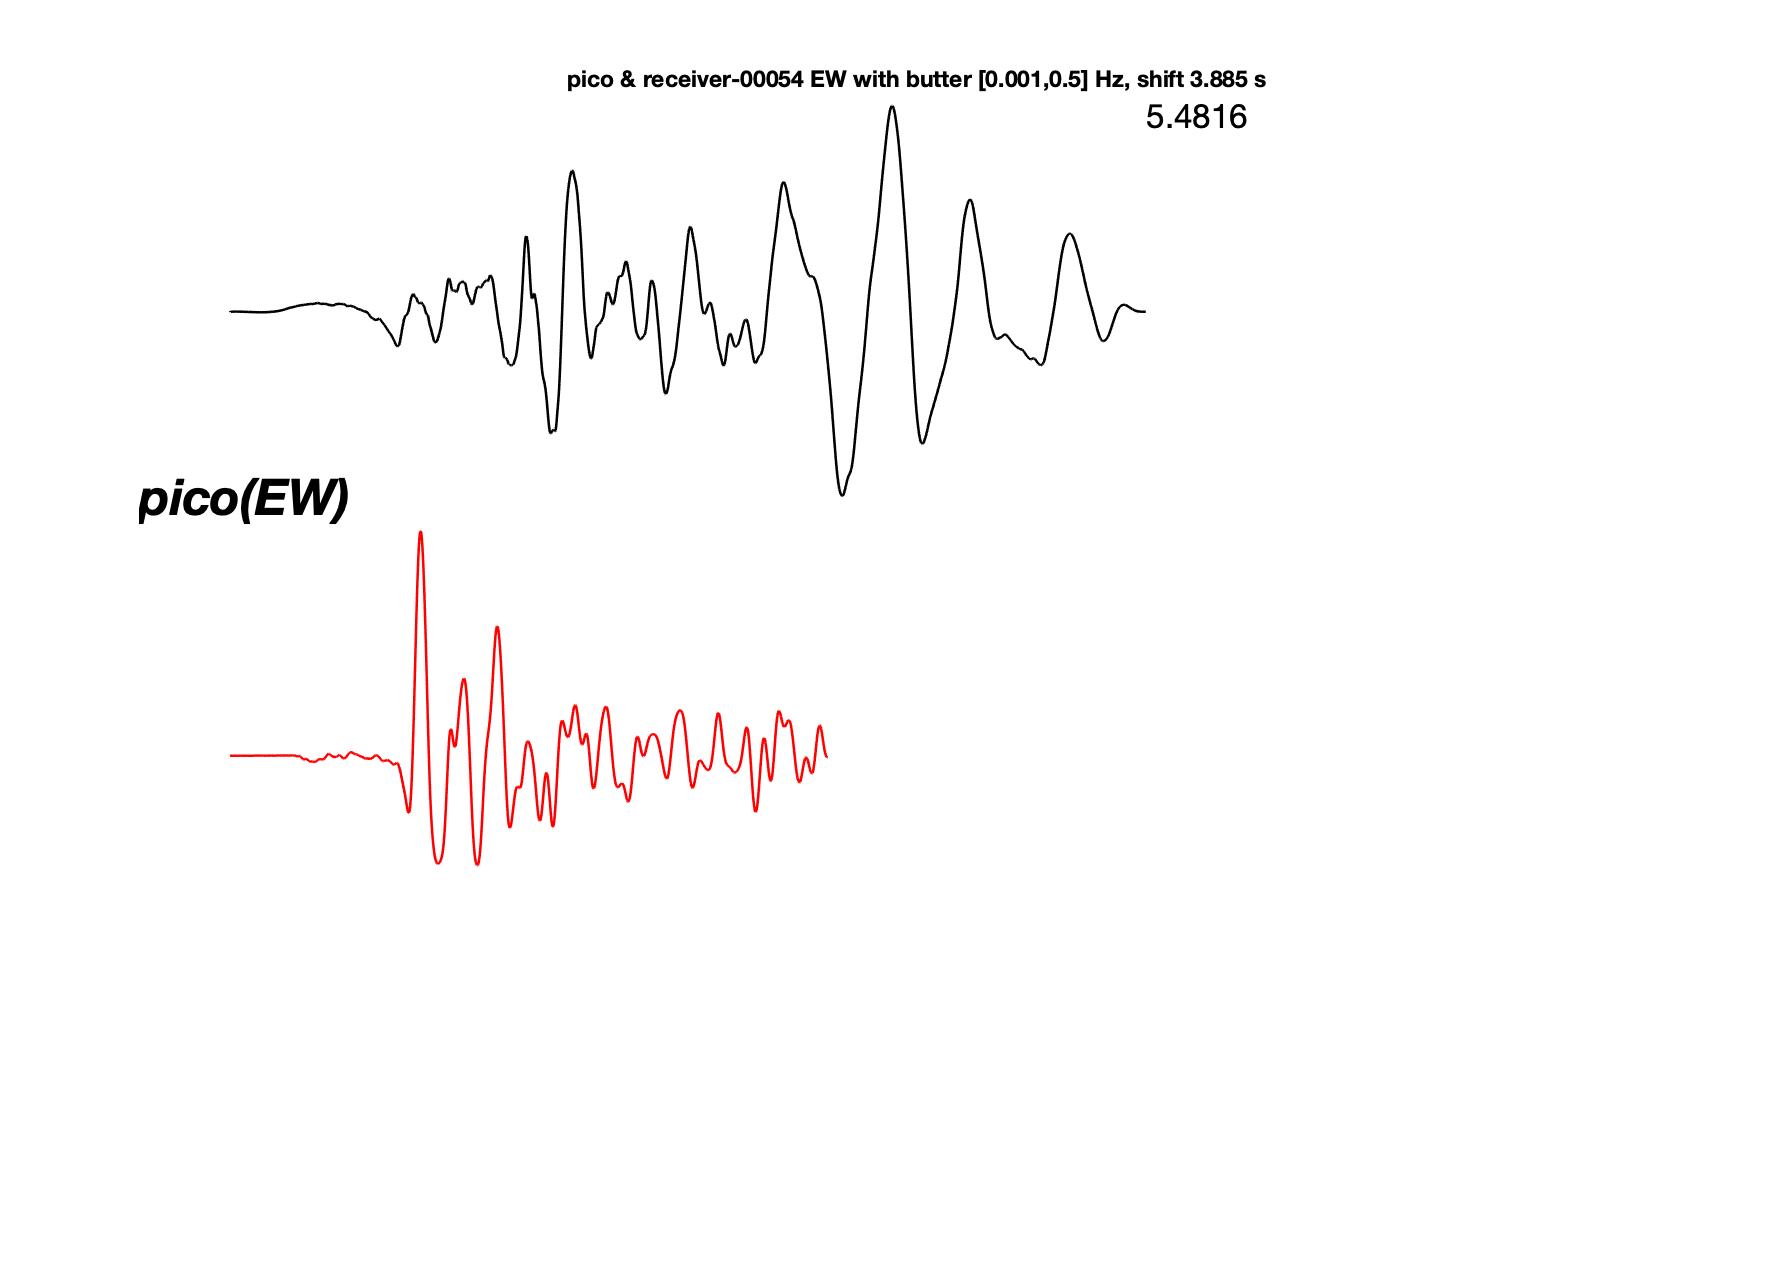 pico & receiver-00054 EW with butter [0.001,0.5] Hz, shift 3.885 s
5.4816
pico(EW)